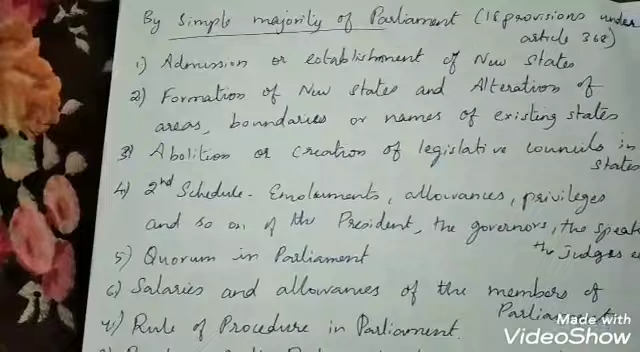 By Simple majority of Parliament (18 provisions under
article 368)
1) Admission or establishment of New States
2) Formation of New states and Alteration of
areas, boundaries or names of existing states
3) Abolition or creation of legislative councils in
states
4) 2nd Schedule - Emoluments, allowances, privileges
and so on of the President, the governors, the speak
the judges e
5) Quorum in Parliament
6) Salaries and allowances of the members of
Parliament
7) Rule of Procedure in Parliament.
Made with
VideoShow